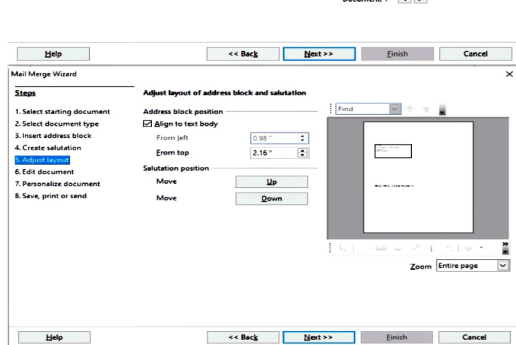 Document: 1
Help << Back Next >> Finish Cancel
Mail Merge Wizard
Steps
Adjust layout of address block and salutation
1. Select starting document
2. Select document type
3. Insert address block
4. Create salutation
5. Adjust layout
6. Edit document
7. Personalize document
8. Save, print or send
Address block position
Align to text body
From left 0.98 "
From top 2.16 "
Salutation position
Move Up
Move Down
Find
Zoom Entire page
Help << Back Next >> Finish Cancel